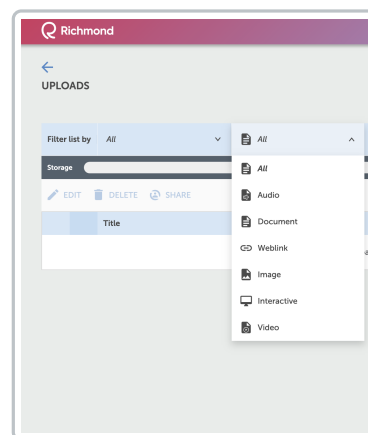 Richmond
UPLOADS
Filter list by All All
Storage All
EDIT DELETE SHARE Audio
Title Document
Weblink
Image
Interactive
Video